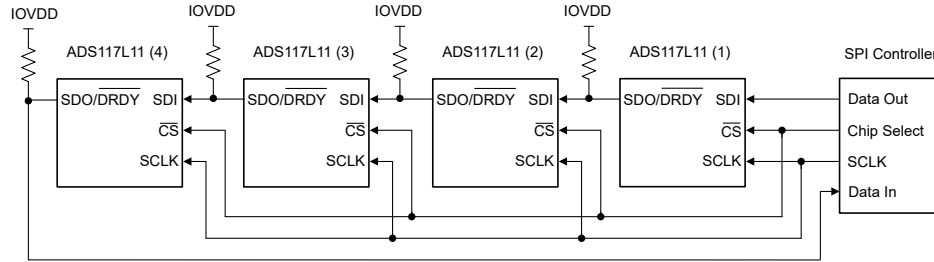 IOVDD IOVDD IOVDD IOVDD
ADS117L11 (4) ADS117L11 (3) ADS117L11 (2) ADS117L11 (1) SPI Controller
SDO/DRDY SDI SDO/DRDY SDI SDO/DRDY SDI SDO/DRDY SDI Data Out
CS CS CS CS Chip Select
SCLK SCLK SCLK SCLK SCLK
Data In